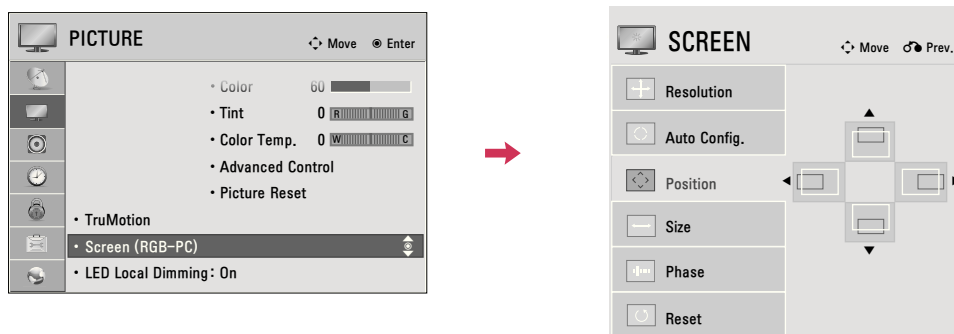 PICTURE
Move
Enter
• Color 60
• Tint 0 R G
• Color Temp. 0 W C
• Advanced Control
• Picture Reset
• TruMotion
• Screen (RGB-PC)
• LED Local Dimming: On
SCREEN
Move
Prev.
Resolution
Auto Config.
Position
Size
Phase
Reset